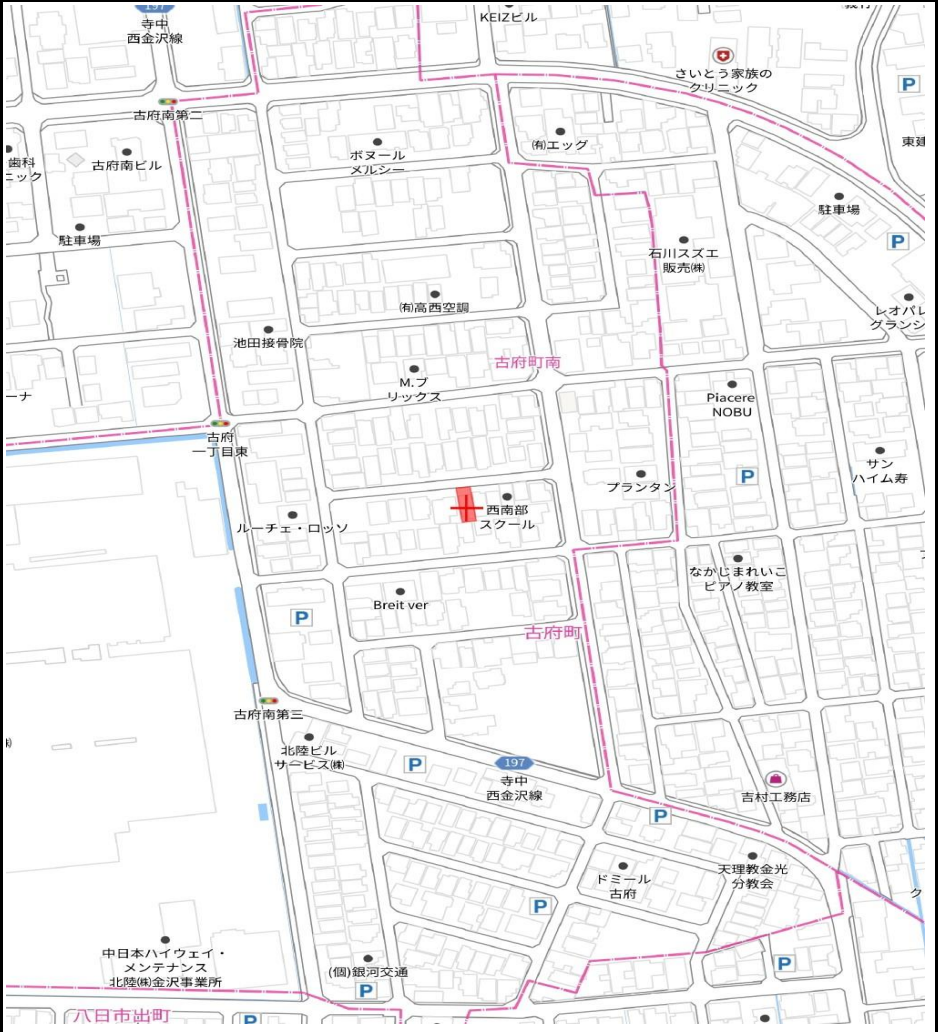 197
寺中
西金沢線
KEIZビル
さいとう家族の
クリニック
P
古府南第二
歯科
ニック
古府南ビル
ボヌール
メルシー
㈲エッグ
東建
駐車場
駐車場
P
石川スズエ
販売㈱
㈲高西空調
池田接骨院
レオパレ
グランシ
古府町南
M.ブ
リックス
ーナ
Piacere
NOBU
古府
一丁目東
サン
ハイム寿
P
プランタン
西南部
スクール
ルーチェ・ロッソ
なかじまれいこ
ピアノ教室
Breit ver
P
古府町
古府南第三
北陸ビル
サービス㈱
P
197
寺中
西金沢線
吉村工務店
P
天理教金光
分教会
ドミール
古府
ク
P
中日本ハイウェイ・
メンテナンス
北陸㈱金沢事業所
(個)銀河交通
P
P
八日市出町
P